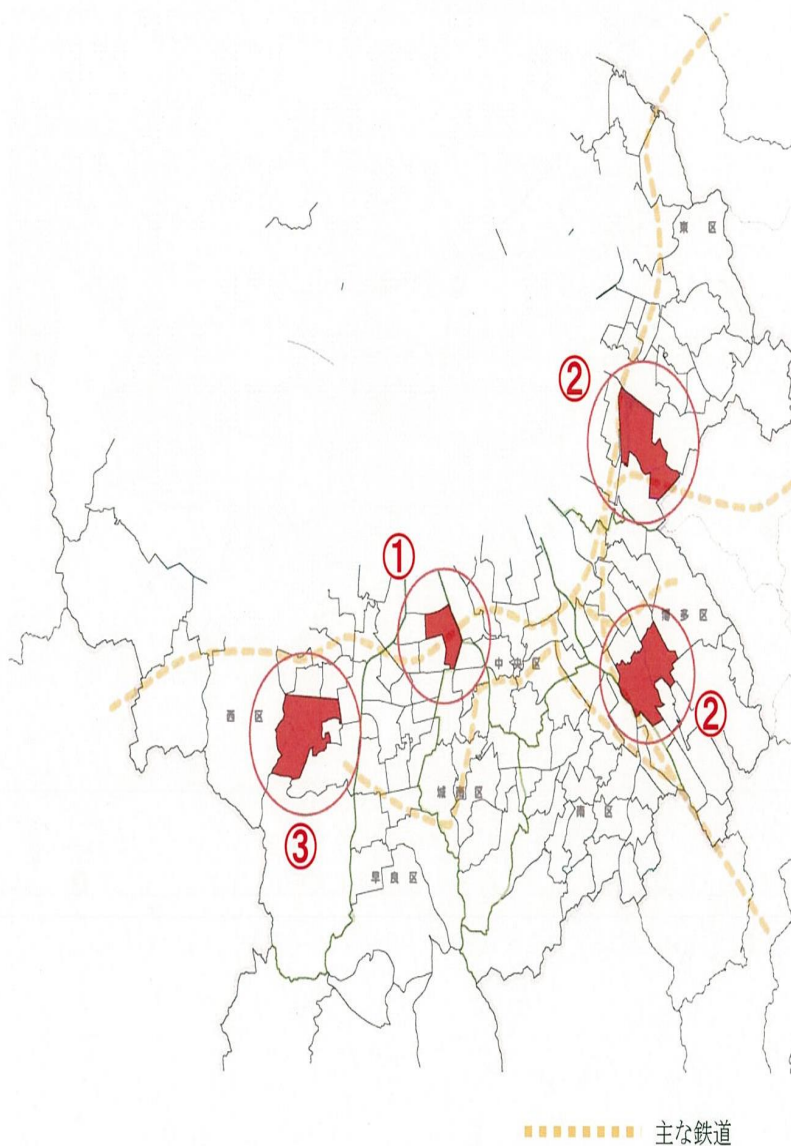 東 区
②
①
博 多 区
中 央 区
②
西 区
城 南 区
南 区
③
早 良 区
主な鉄道